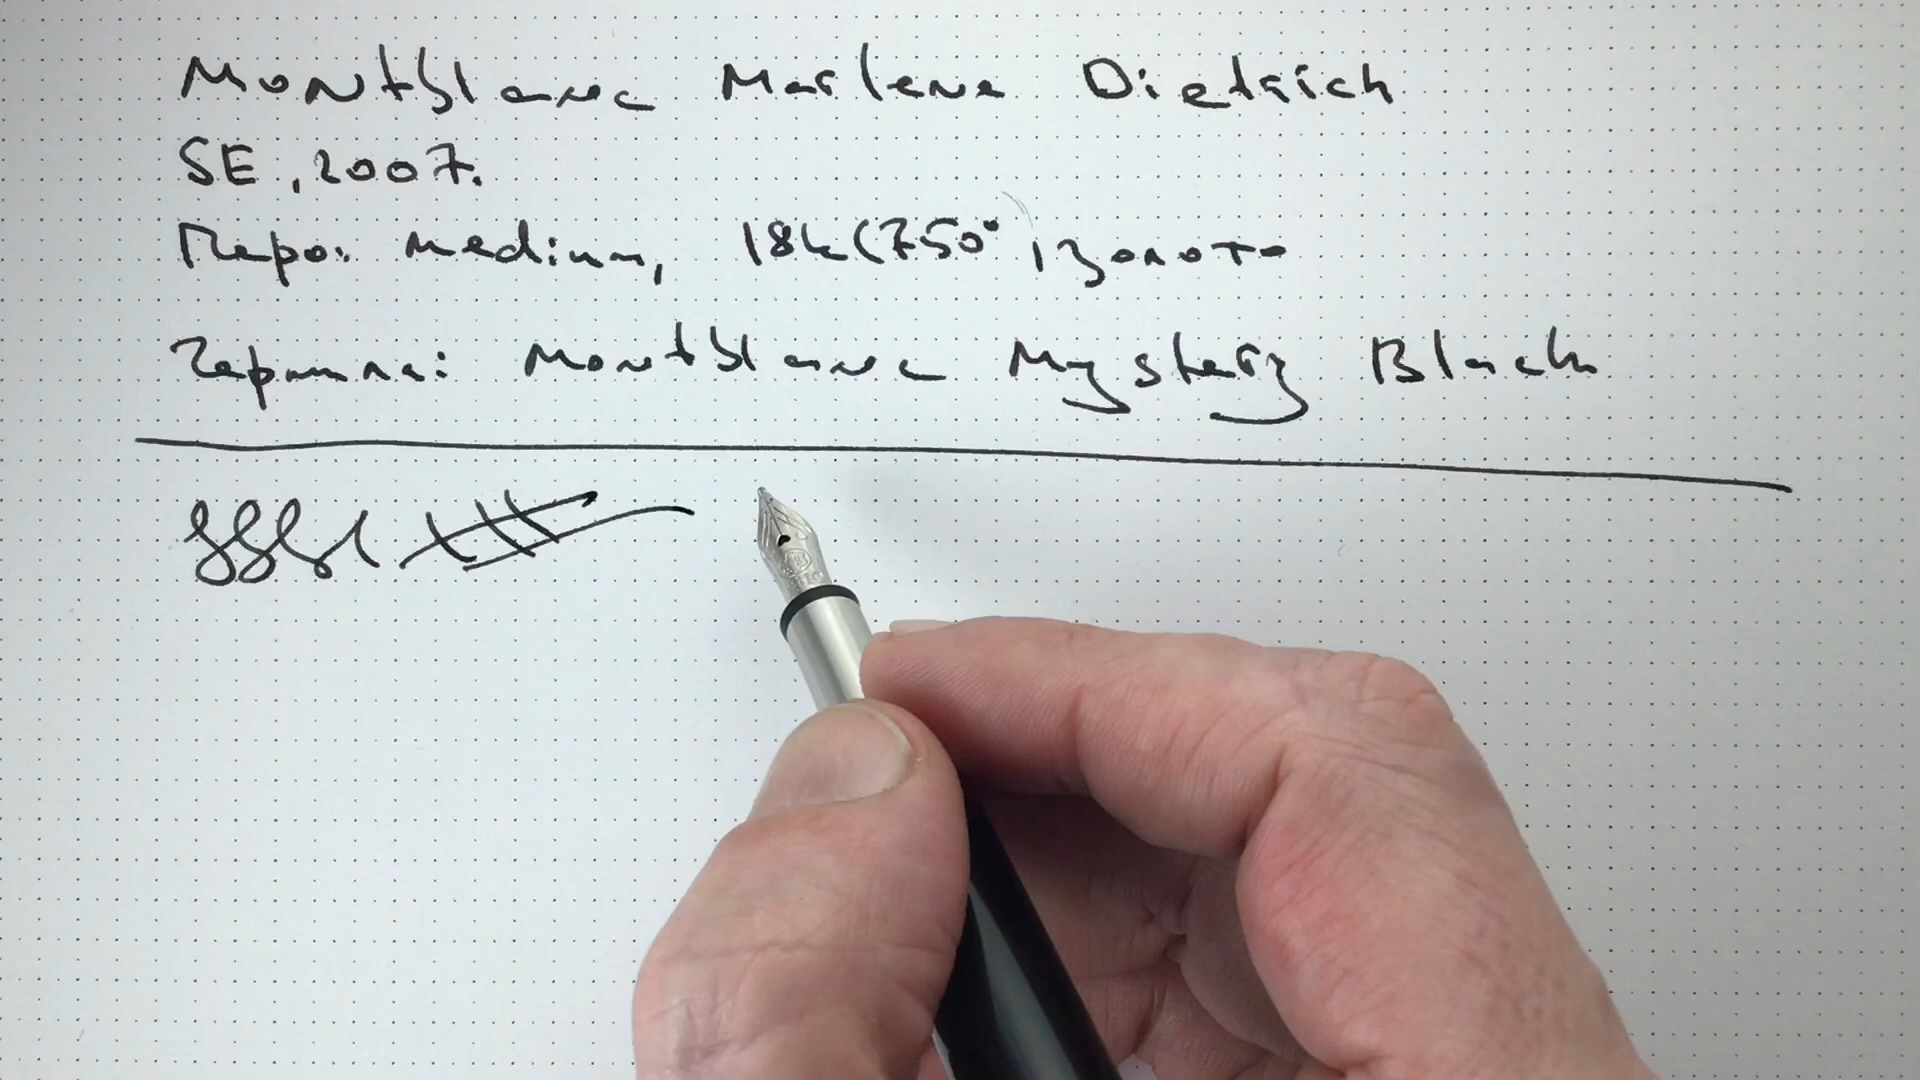 Montblanc Marlene Dietrich
SE, 2007.
Перо: medium, 18k (750°), золото
Чернила: Montblanc Mystery Black